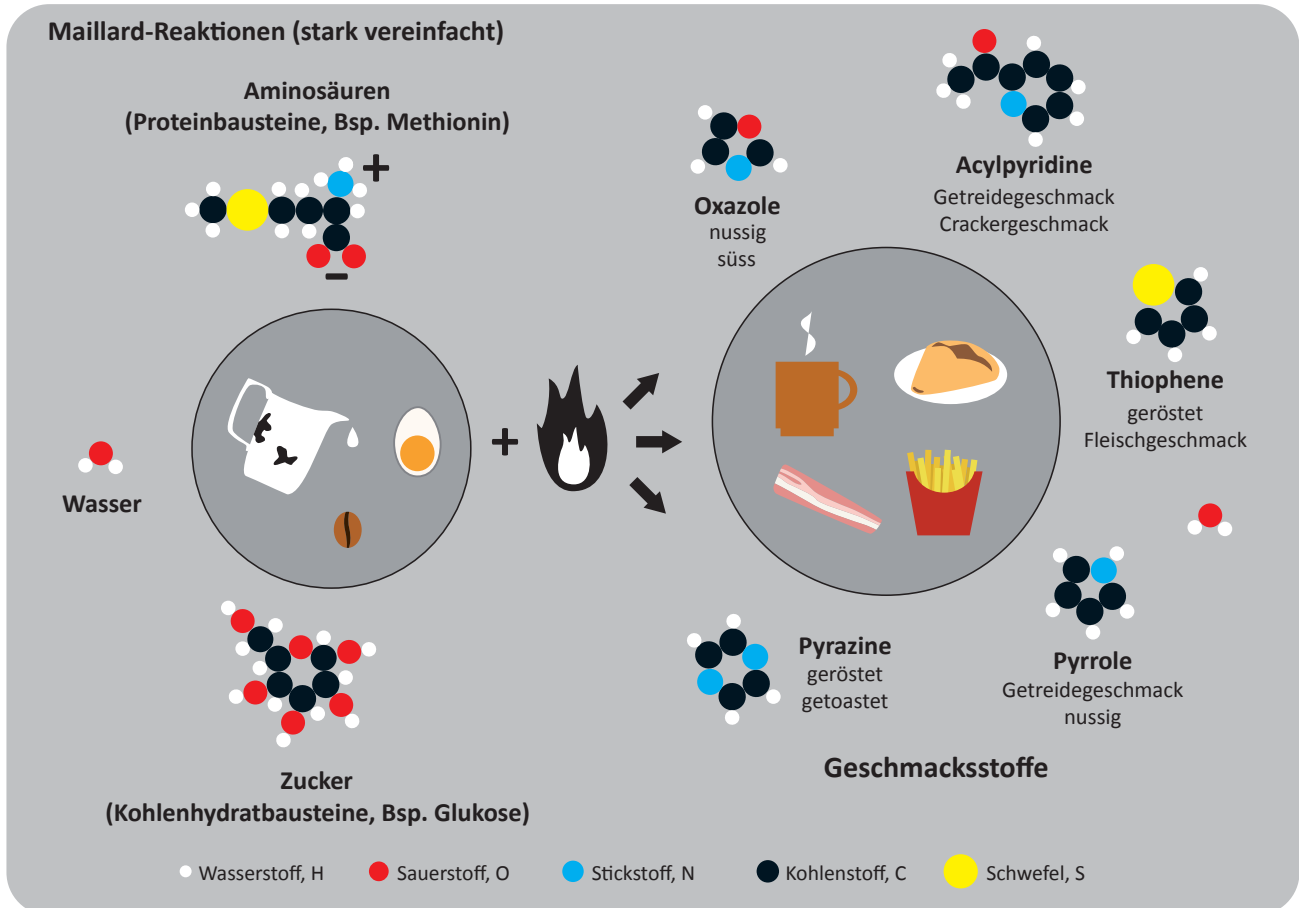 Maillard-Reaktionen (stark vereinfacht)
Aminosäuren
(Proteinbausteine, Bsp. Methionin)
+
−
Wasser
+
Zucker
(Kohlenhydratbausteine, Bsp. Glukose)
Oxazole
nussig
süss
Acylpyridine
Getreidegeschmack
Crackergeschmack
Thiophene
geröstet
Fleischgeschmack
Pyrrole
Getreidegeschmack
nussig
Pyrazine
geröstet
getoastet
Geschmacksstoffe
Wasserstoff, H
Sauerstoff, O
Stickstoff, N
Kohlenstoff, C
Schwefel, S